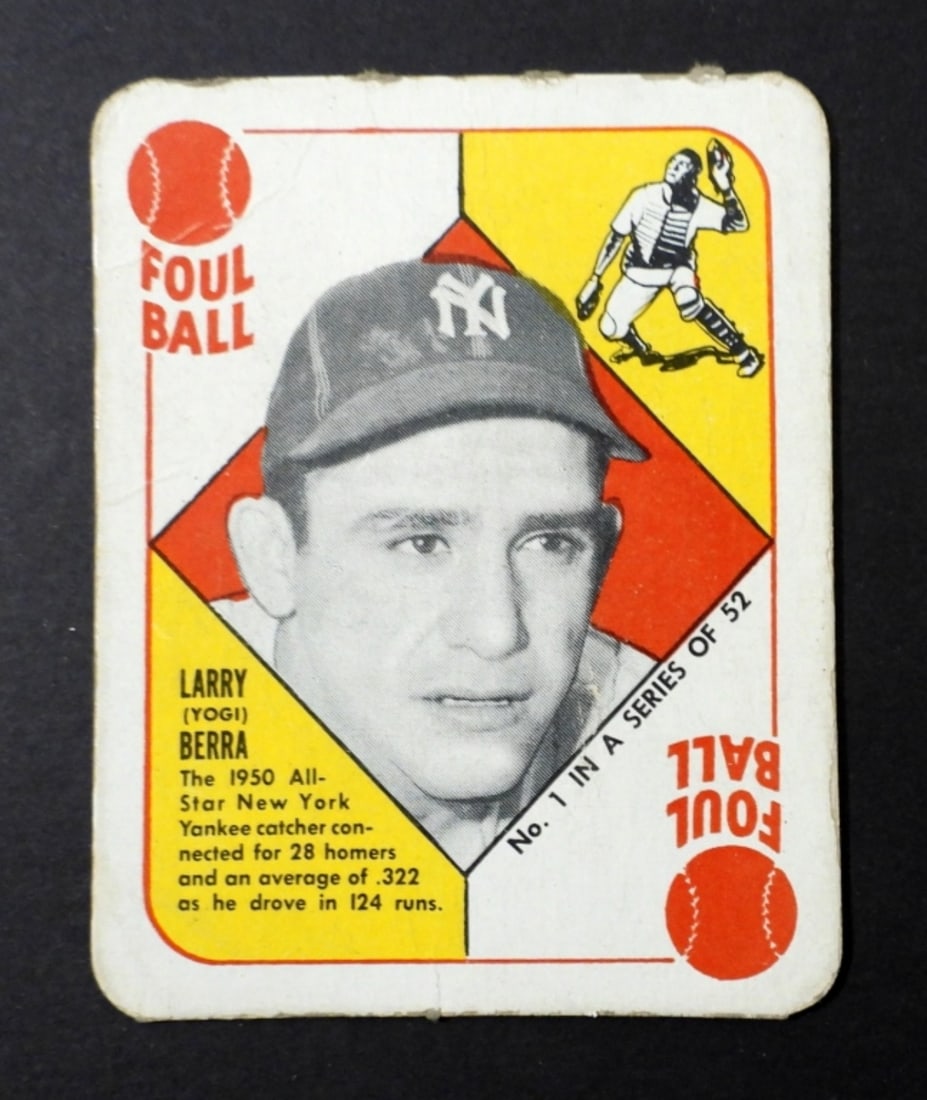 FOUL
BALL
NY
LARRY
(YOGI)
BERRA
The 1950 All-
Star New York
Yankee catcher con-
nected for 28 homers
and an average of .322
as he drove in 124 runs.
No. 1 IN A SERIES OF 52
FOUL
BALL